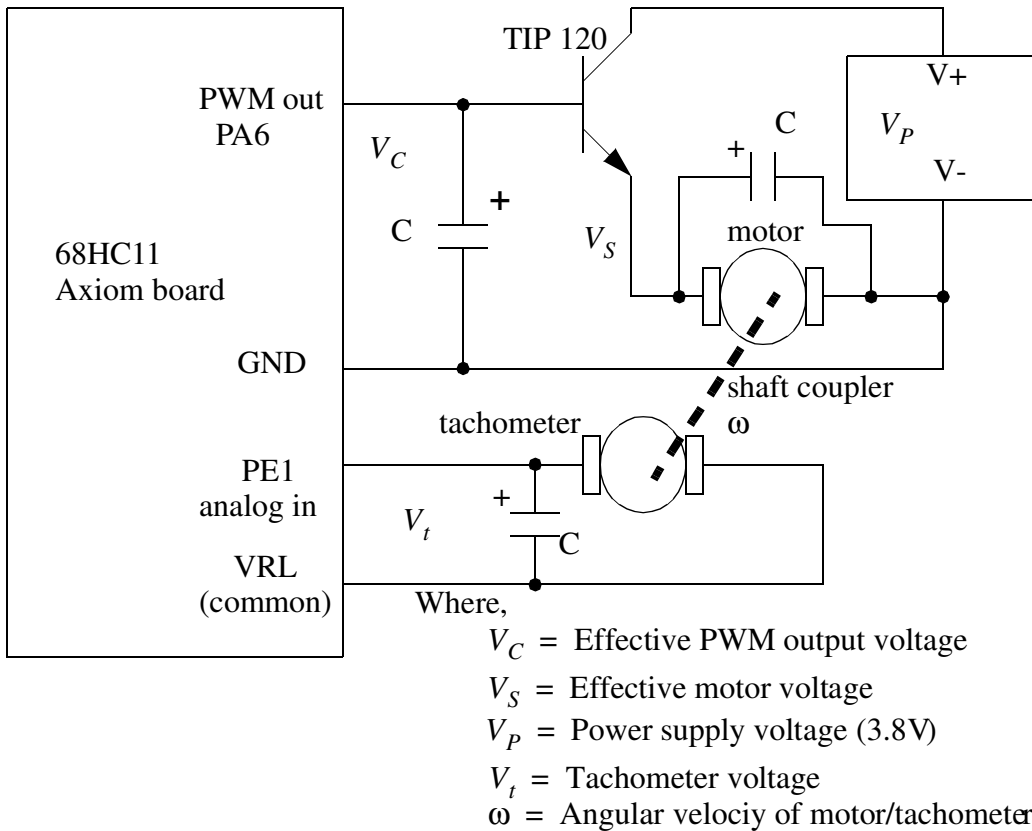 TIP 120
PWM out
PA6
V_C
C
+
V+
V_P
V-
C
+
V_S
motor
68HC11
Axiom board
GND
shaft coupler
ω
tachometer
PE1
analog in
+
V_t
C
VRL
(common)
Where,
V_C = Effective PWM output voltage
V_S = Effective motor voltage
V_P = Power supply voltage (3.8V)
V_t = Tachometer voltage
ω = Angular velociy of motor/tachometer